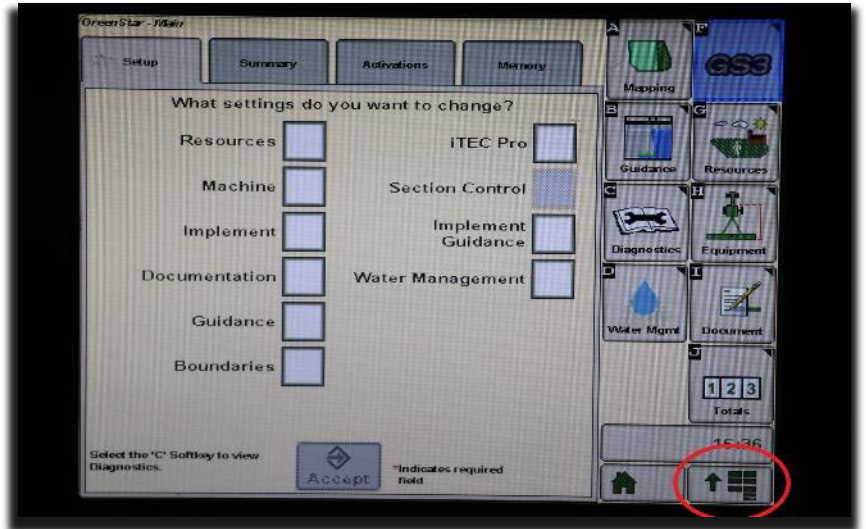 GreenStar - Main
Setup
Summary
Activations
Memory
What settings do you want to change?
Resources
Machine
Implement
Documentation
Guidance
Boundaries
iTEC Pro
Section Control
Implement
Guidance
Water Management
Select the 'C' Softkey to view
Diagnostics.
Accept
*Indicates required
field
A
Mapping
F
GS3
B
Guidance
G
Resources
C
Diagnostics
H
Equipment
D
Water Mgmt
I
Document
J
1 2 3
Totals
15:36